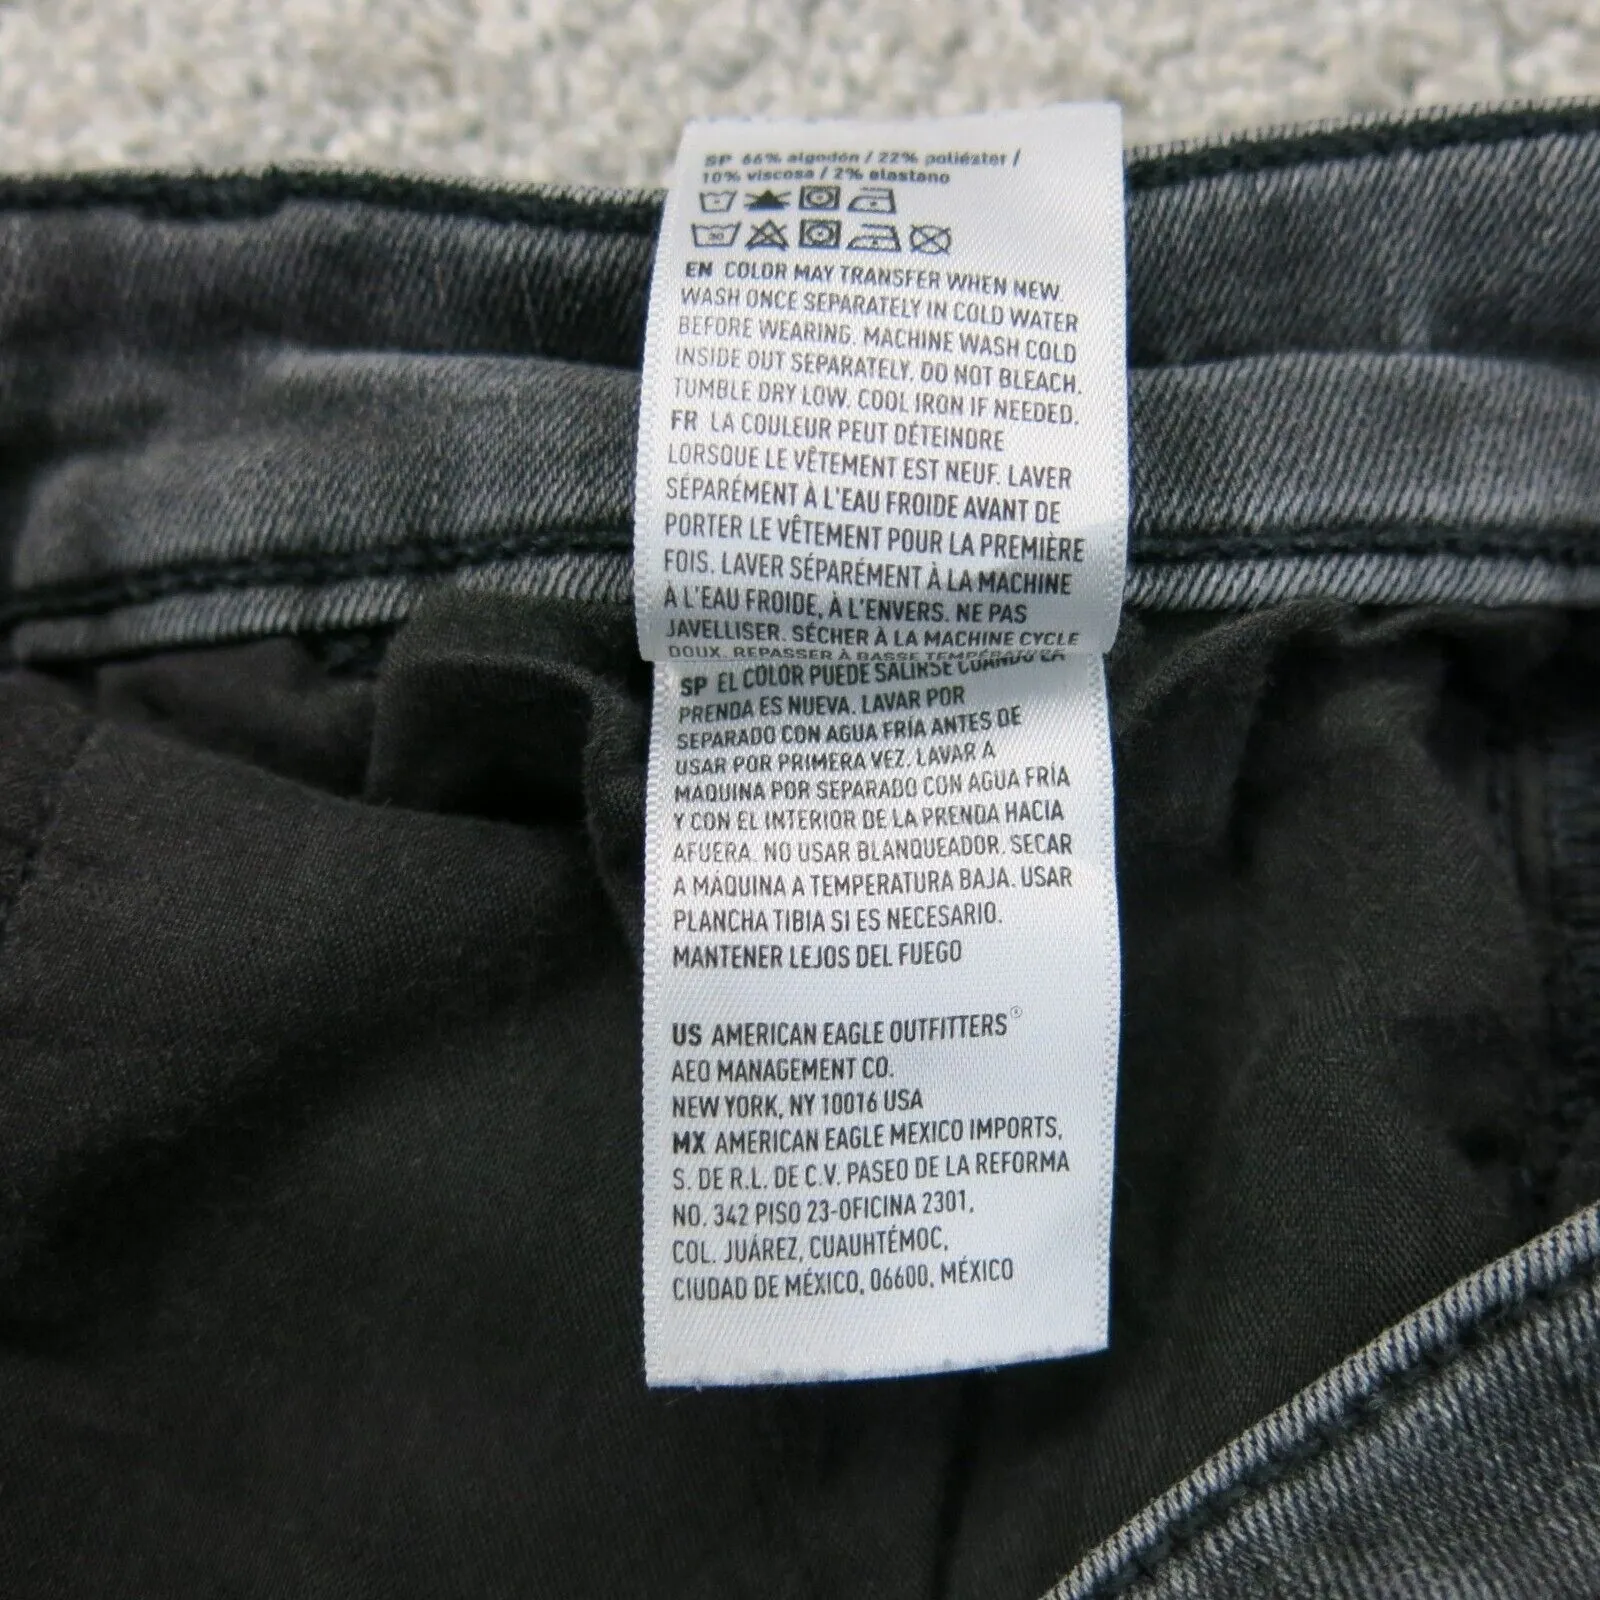 SP 66% algodón / 22% poliéster /
10% viscosa / 2% elastano
EN COLOR MAY TRANSFER WHEN NEW.
WASH ONCE SEPARATELY IN COLD WATER
BEFORE WEARING. MACHINE WASH COLD
INSIDE OUT SEPARATELY. DO NOT BLEACH.
TUMBLE DRY LOW. COOL IRON IF NEEDED.
FR LA COULEUR PEUT DÉTEINDRE
LORSQUE LE VÊTEMENT EST NEUF. LAVER
SÉPARÉMENT À L'EAU FROIDE AVANT DE
PORTER LE VÊTEMENT POUR LA PREMIÈRE
FOIS. LAVER SÉPARÉMENT À LA MACHINE
À L'EAU FROIDE, À L'ENVERS. NE PAS
JAVELLISER. SÉCHER À LA MACHINE CYCLE
DOUX. REPASSER À BASSE TEMPÉRATURE
SP EL COLOR PUEDE SALIRSE CUANDO LA
PRENDA ES NUEVA. LAVAR POR
SEPARADO CON AGUA FRÍA ANTES DE
USAR POR PRIMERA VEZ. LAVAR A
MAQUINA POR SEPARADO CON AGUA FRÍA
Y CON EL INTERIOR DE LA PRENDA HACIA
AFUERA. NO USAR BLANQUEADOR. SECAR
A MAQUINA A TEMPERATURA BAJA. USAR
PLANCHA TIBIA SI ES NECESARIO.
MANTENER LEJOS DEL FUEGO
US AMERICAN EAGLE OUTFITTERS®
AEO MANAGEMENT CO.
NEW YORK, NY 10016 USA
MX AMERICAN EAGLE MEXICO IMPORTS,
S. DE R.L. DE C.V. PASEO DE LA REFORMA
NO. 342 PISO 23-OFICINA 2301,
COL. JUÁREZ, CUAUHTÉMOC,
CIUDAD DE MÉXICO, 06600, MÉXICO